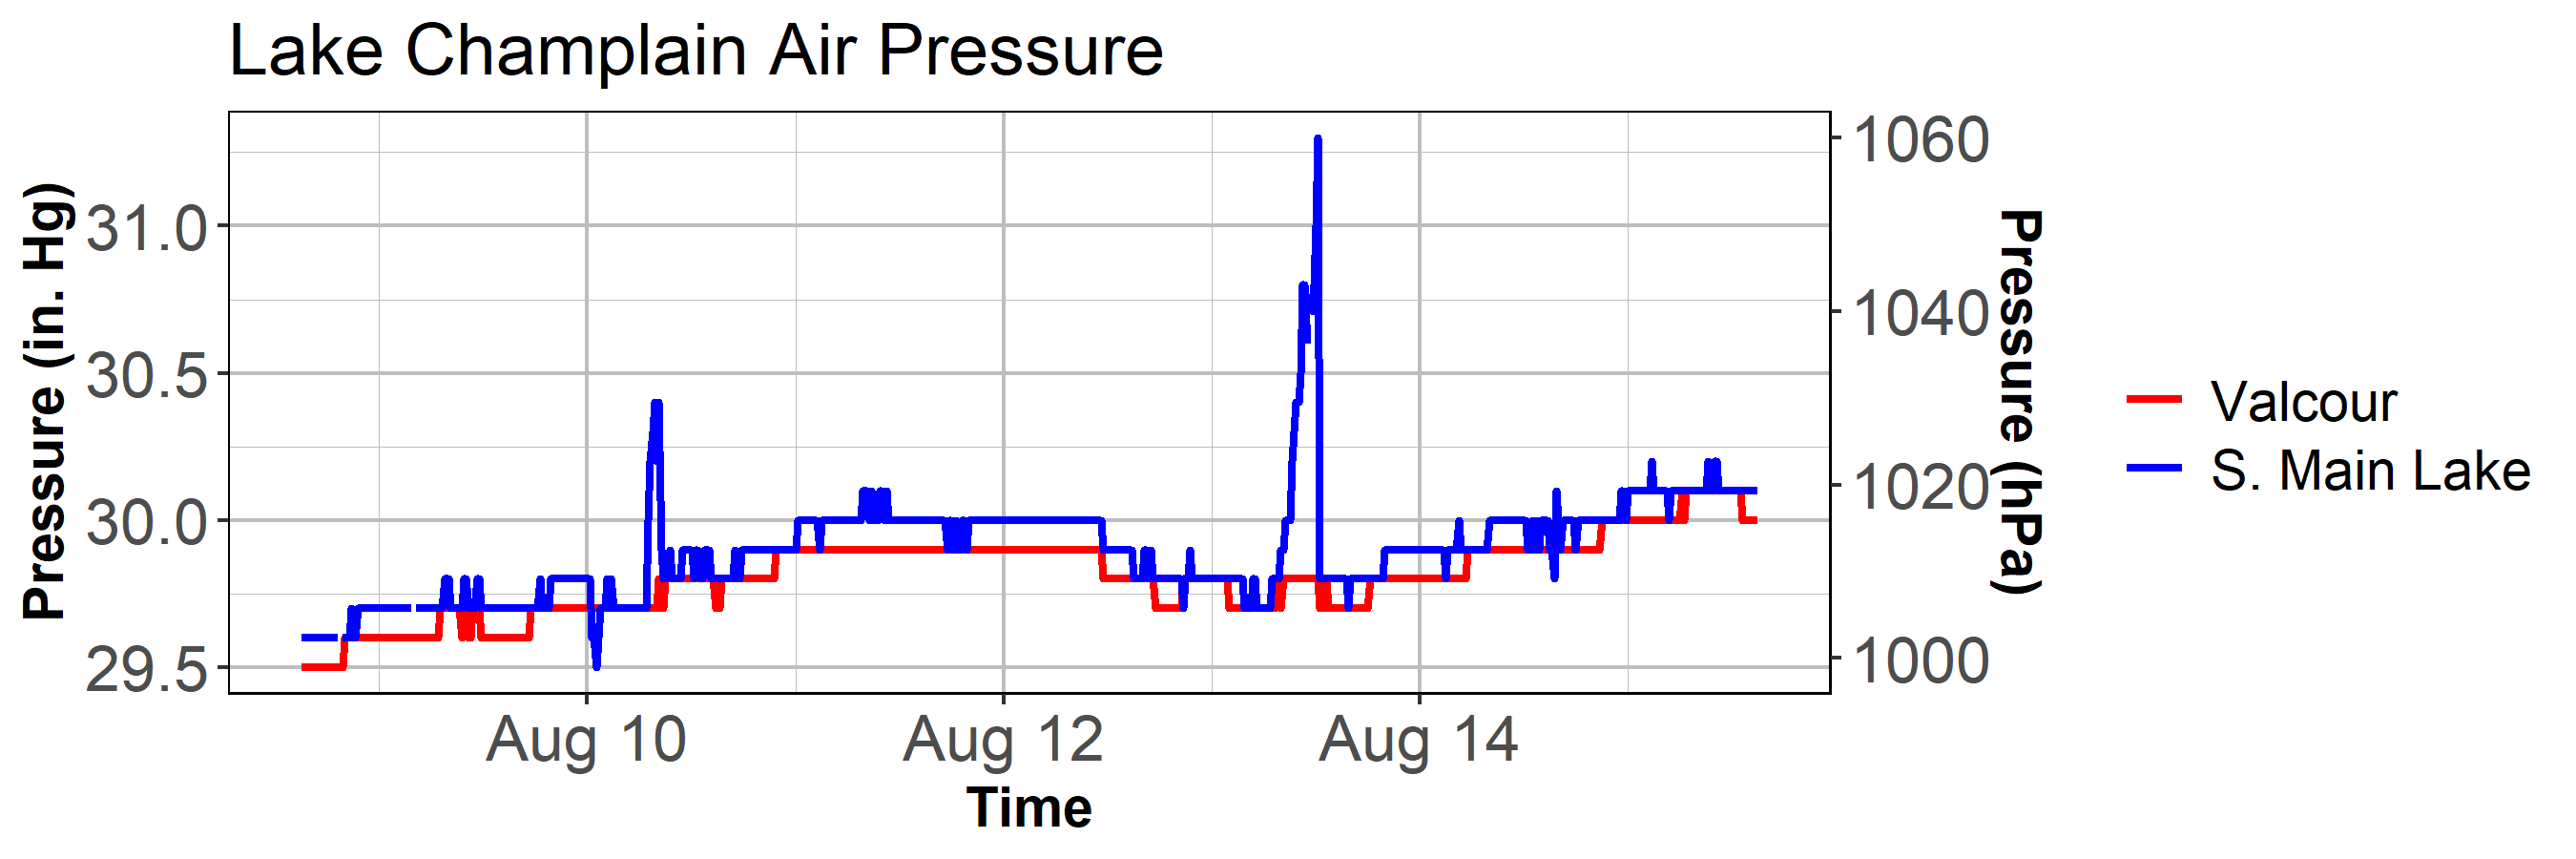 Lake Champlain Air Pressure
Pressure (in. Hg)
31.0
30.5
30.0
29.5
1060
1040
1020
1000
Pressure (hPa)
Aug 10
Aug 12
Aug 14
Time
Valcour
S. Main Lake